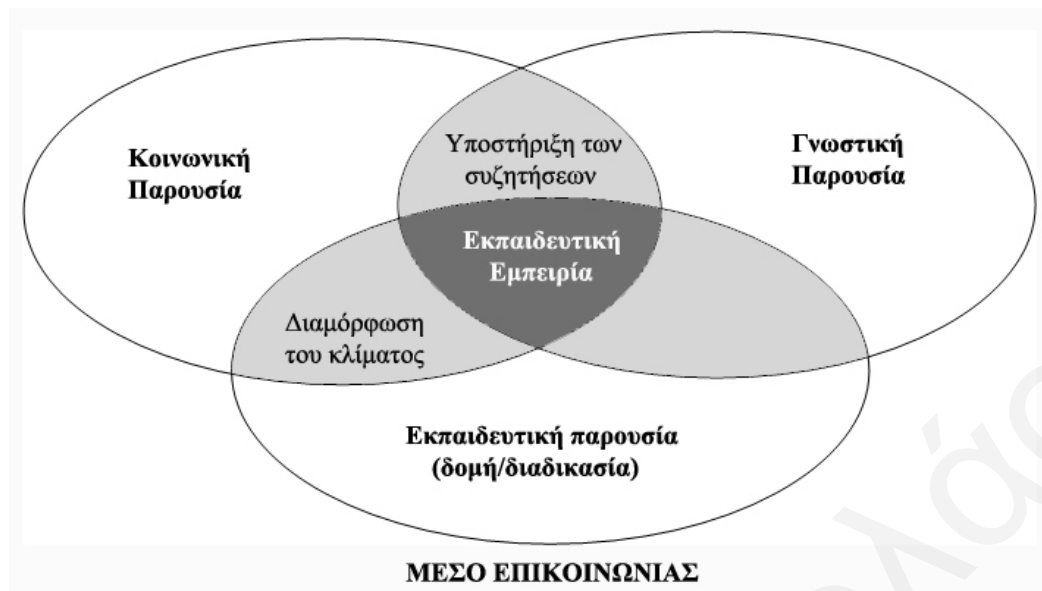 Κοινωνική
Παρουσία
Υποστήριξη των
συζητήσεων
Γνωστική
Παρουσία
Εκπαιδευτική
Εμπειρία
Διαμόρφωση
του κλίματος
Εκπαιδευτική παρουσία
(δομή/διαδικασία)
ΜΕΣΟ ΕΠΙΚΟΙΝΩΝΙΑΣ